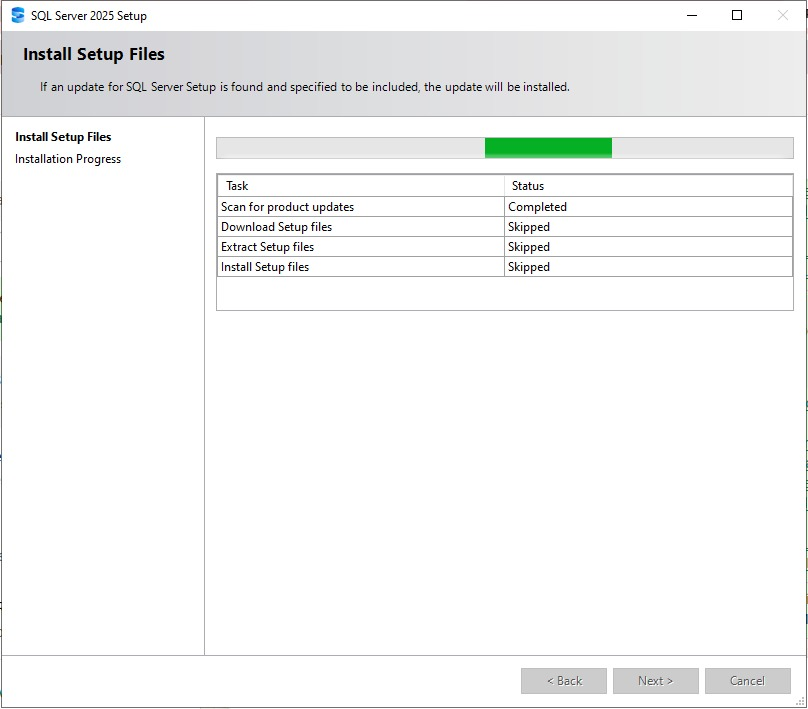 SQL Server 2025 Setup
Install Setup Files
If an update for SQL Server Setup is found and specified to be included, the update will be installed.
Install Setup Files
Installation Progress
Task Status
Scan for product updates Completed
Download Setup files Skipped
Extract Setup files Skipped
Install Setup files Skipped
< Back Next > Cancel